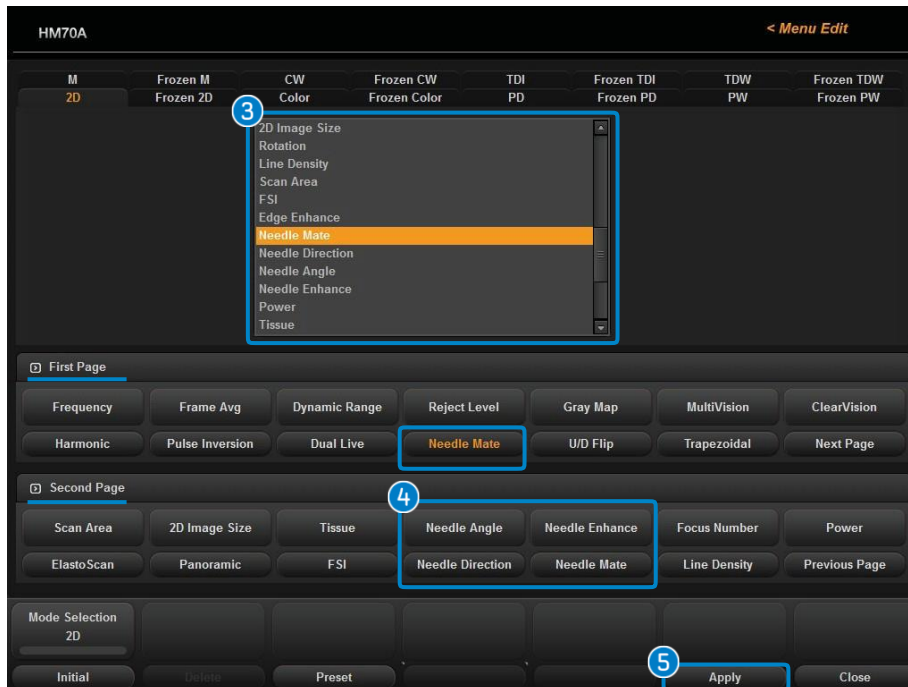 HM70A
< Menu Edit
M Frozen M CW Frozen CW TDI Frozen TDI TDW Frozen TDW
2D Frozen 2D Color Frozen Color PD Frozen PD PW Frozen PW
3
2D Image Size
Rotation
Line Density
Scan Area
FSI
Edge Enhance
Needle Mate
Needle Direction
Needle Angle
Needle Enhance
Power
Tissue
First Page
Frequency Frame Avg Dynamic Range Reject Level Gray Map MultiVision ClearVision
Harmonic Pulse Inversion Dual Live Needle Mate U/D Flip Trapezoidal Next Page
Second Page
4
Scan Area 2D Image Size Tissue Needle Angle Needle Enhance Focus Number Power
ElastoScan Panoramic FSI Needle Direction Needle Mate Line Density Previous Page
Mode Selection
2D
5
Initial Delete Preset Apply Close